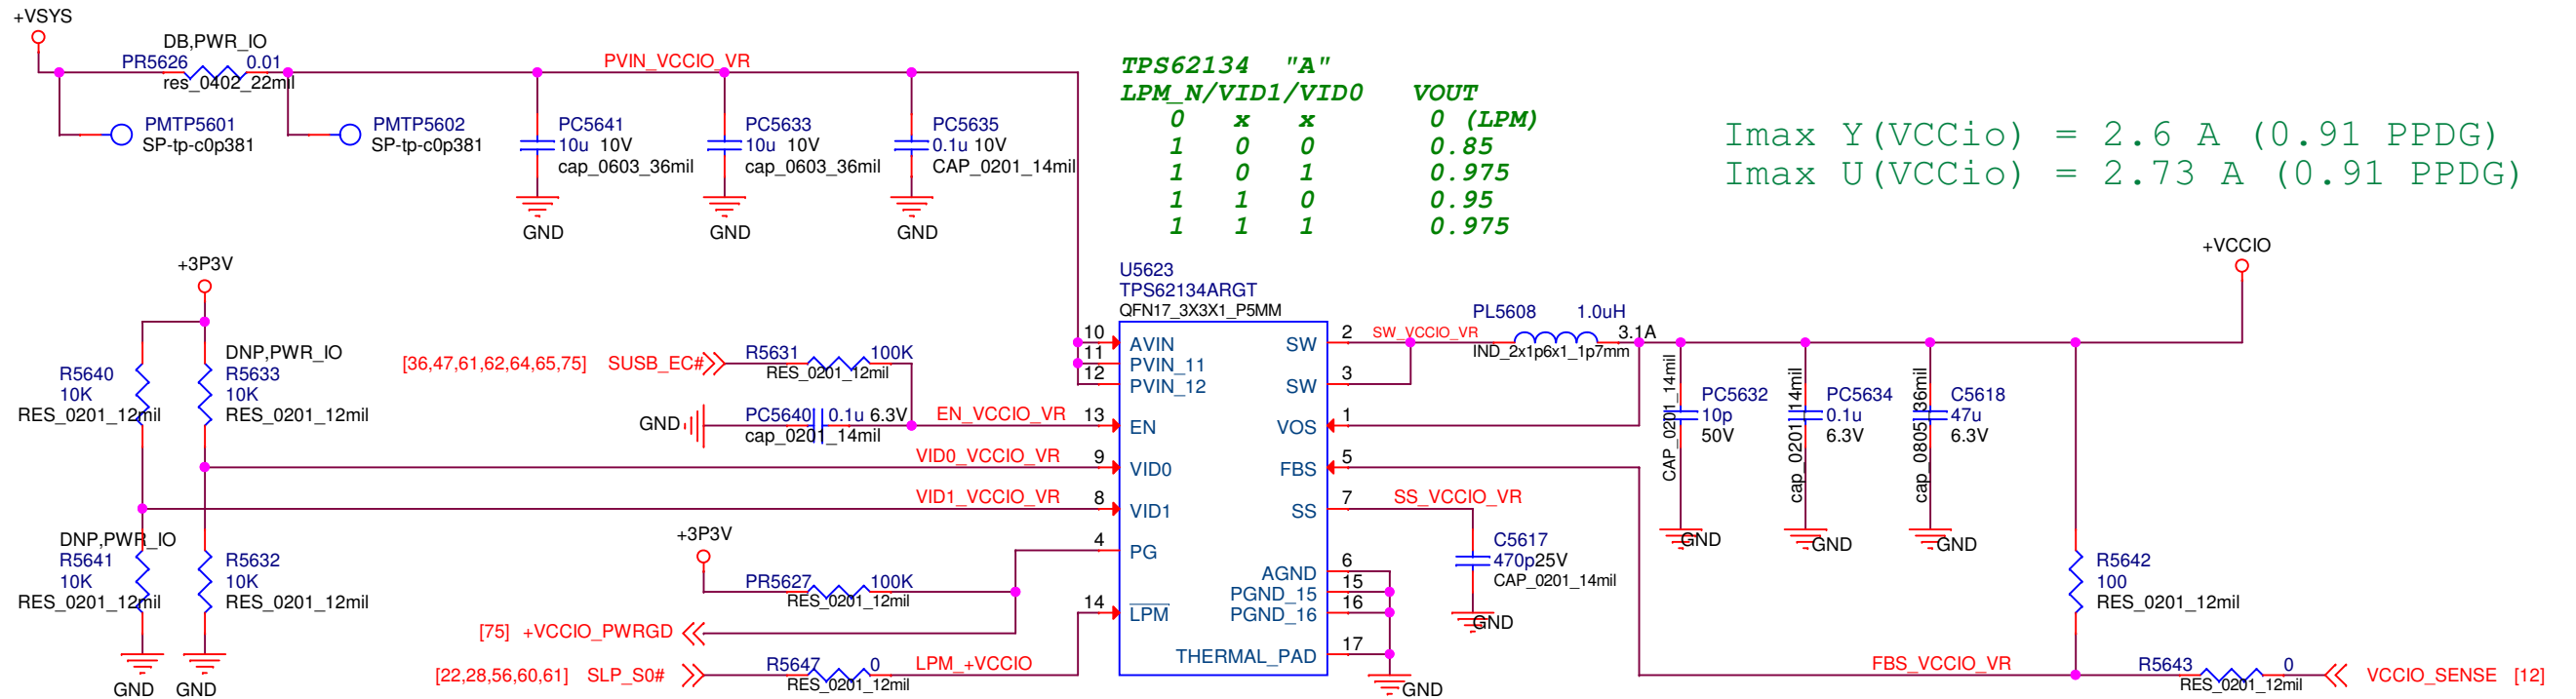 +VSYS
DB,PWR_IO
PR5626 0.01
res_0402_22mil
PVIN_VCCIO_VR
PMTP5601
SP-tp-c0p381
PMTP5602
SP-tp-c0p381
PC5641
10u 10V
cap_0603_36mil
GND
PC5633
10u 10V
cap_0603_36mil
GND
PC5635
0.1u 10V
CAP_0201_14mil
GND
TPS62134 "A"
LPM_N/VID1/VID0 VOUT
0 x x 0 (LPM)
1 0 0 0.85
1 0 1 0.975
1 1 0 0.95
1 1 1 0.975
Imax Y(VCCio) = 2.6 A (0.91 PPDG)
Imax U(VCCio) = 2.73 A (0.91 PPDG)
+3P3V
R5640
10K
RES_0201_12mil
DNP,PWR_IO
R5633
10K
RES_0201_12mil
DNP,PWR_IO
R5641
10K
RES_0201_12mil
R5632
10K
RES_0201_12mil
GND GND
[36,47,61,62,64,65,75] SUSB_EC#
R5631 100K
RES_0201_12mil
GND
PC5640 0.1u 6.3V
cap_0201_14mil
EN_VCCIO_VR
VID0_VCCIO_VR
VID1_VCCIO_VR
+3P3V
PR5627 100K
RES_0201_12mil
[75] +VCCIO_PWRGD
[22,28,56,60,61] SLP_S0#
R5647 0
RES_0201_12mil
LPM_+VCCIO
U5623
TPS62134ARGT
QFN17_3X3X1_P5MM
10 AVIN
11 PVIN_11
12 PVIN_12
13 EN
9 VID0
8 VID1
4 PG
14 LPM
SW 2
SW 3
VOS 1
FBS 5
SS 7
AGND 6
PGND_15 15
PGND_16 16
THERMAL_PAD 17
GND
SW_VCCIO_VR
PL5608 1.0uH
3.1A
IND_2x1p6x1_1p7mm
SS_VCCIO_VR
C5617
470p25V
CAP_0201_14mil
GND
+VCCIO
PC5632
10p
50V
CAP_0201_14mil
GND
PC5634
0.1u
6.3V
cap_0201_14mil
GND
C5618
47u
6.3V
cap_0805_36mil
GND
R5642
100
RES_0201_12mil
FBS_VCCIO_VR
R5643 0
RES_0201_12mil
VCCIO_SENSE [12]